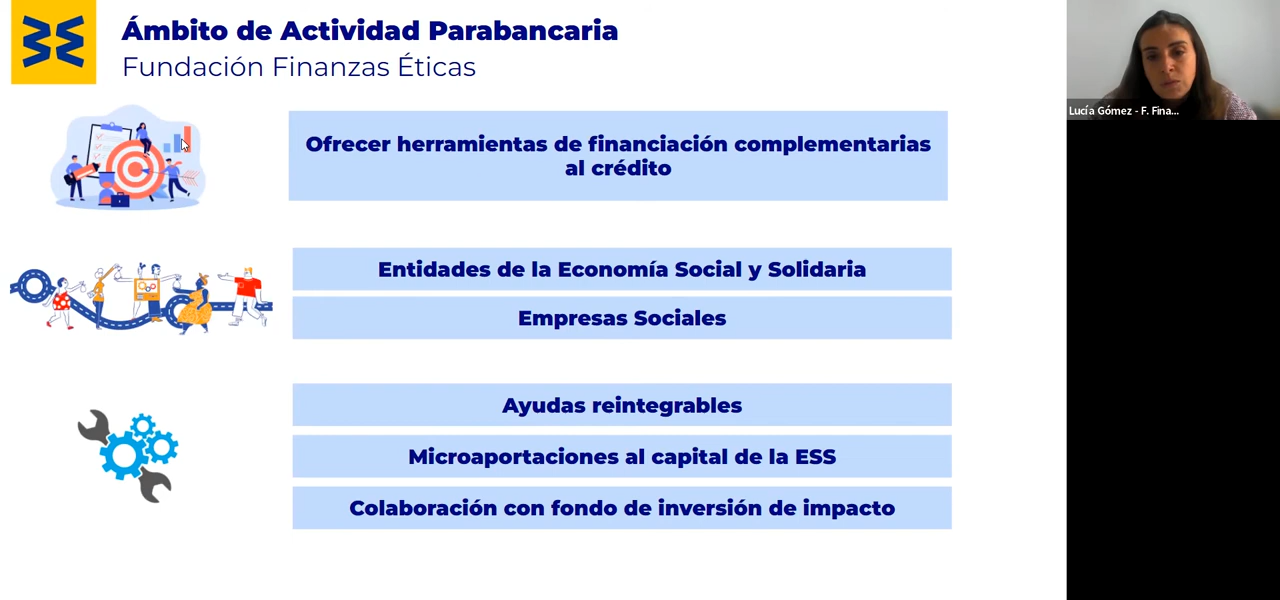 Ámbito de Actividad Parabancaria
Fundación Finanzas Éticas
Ofrecer herramientas de financiación complementarias
al crédito
Entidades de la Economía Social y Solidaria
Empresas Sociales
Ayudas reintegrables
Microaportaciones al capital de la ESS
Colaboración con fondo de inversión de impacto
Lucía Gómez - F. Fina...